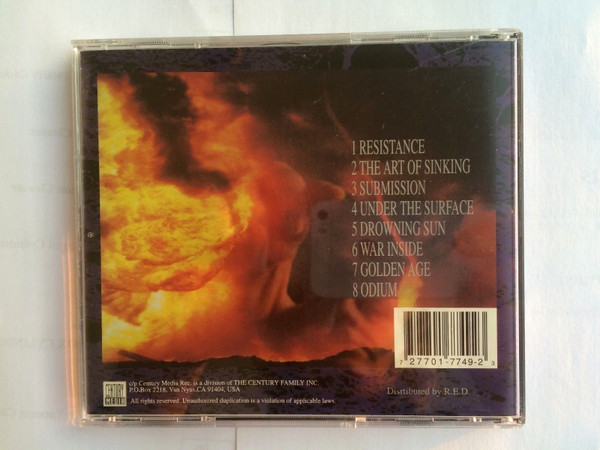 1 RESISTANCE
2 THE ART OF SINKING
3 SUBMISSION
4 UNDER THE SURFACE
5 DROWNING SUN
6 WAR INSIDE
7 GOLDEN AGE
8 ODIUM
7 27701-7749-2 3
CENTURY MEDIA
c/p Century Media Rec. is a division of THE CENTURY FAMILY INC.
P.O.Box 2218, Van Nyus,CA 91404, USA
All rights reserved. Unauthorized duplication is a violation of applicable laws.
Distributed by R.E.D.